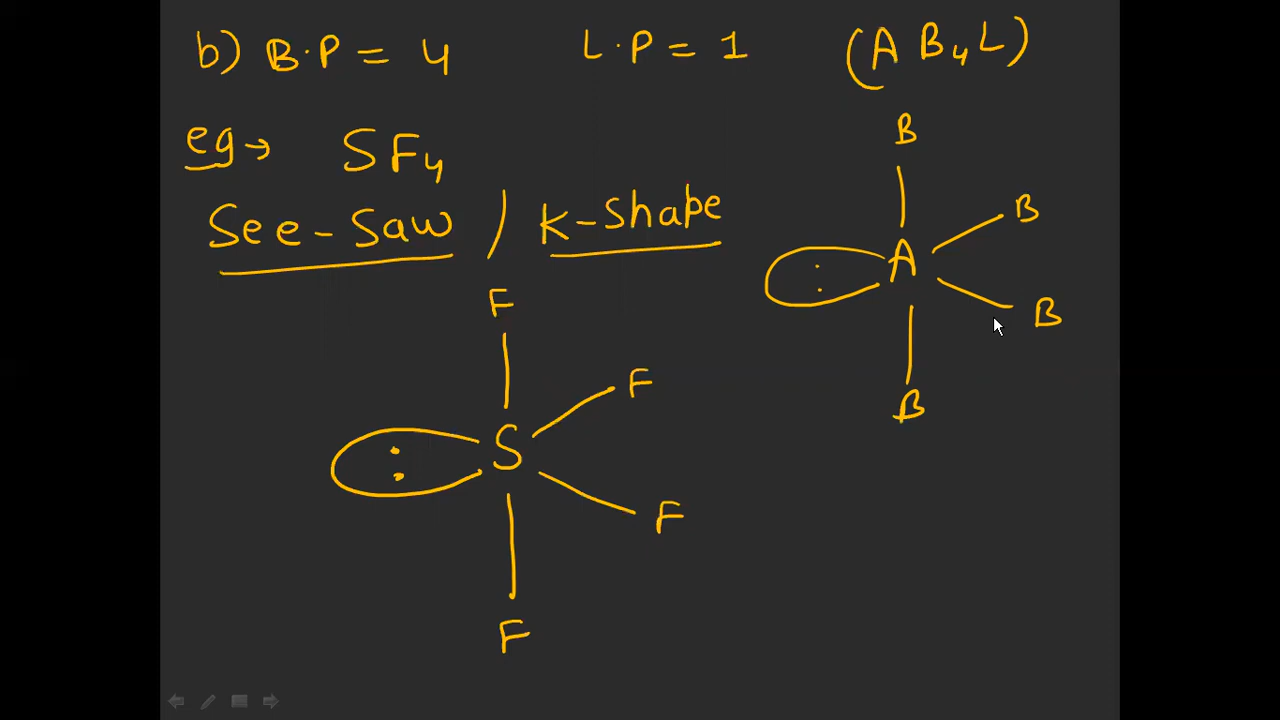 b) B.P = 4 L.P = 1 (AB4L)
eg → SF4
See-Saw / K-Shape
B
B
A
B
B
F
F
S
F
F